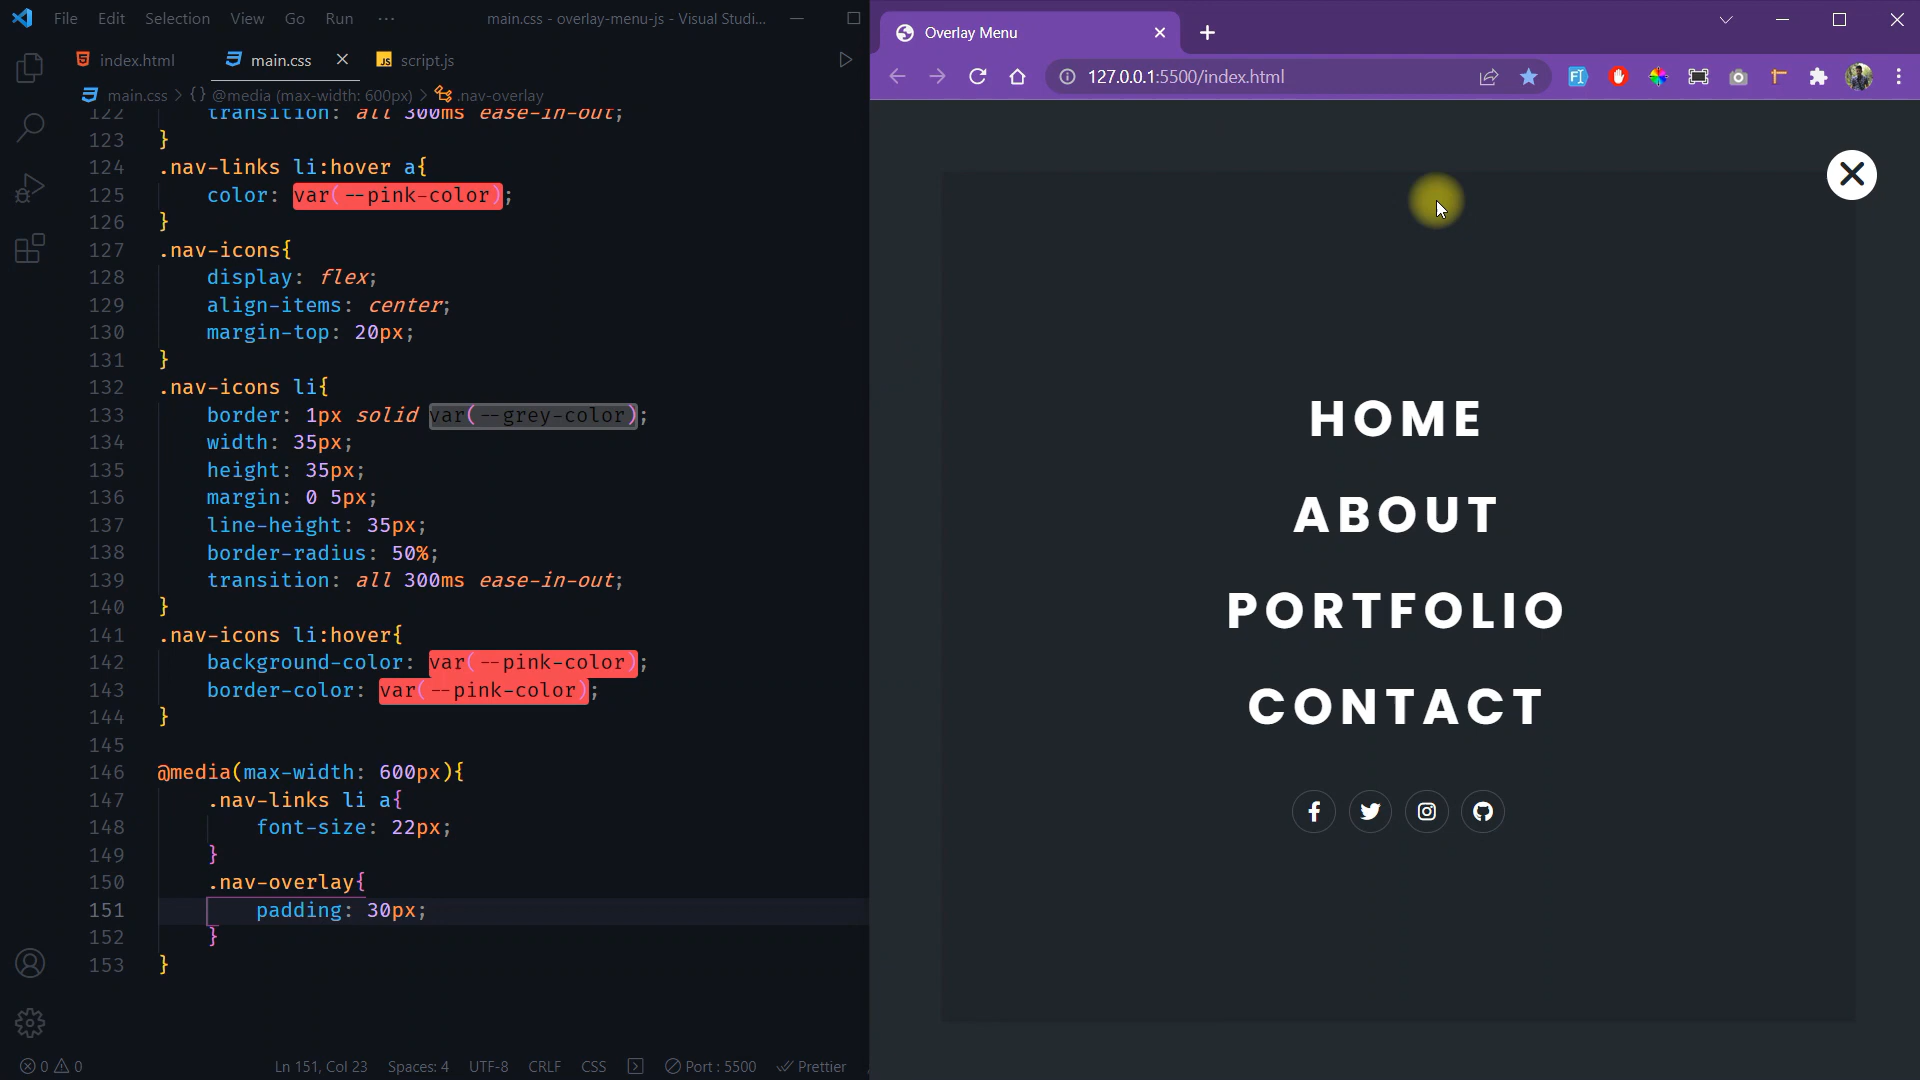 File Edit Selection View Go Run ··· main.css - overlay-menu-js - Visual Studi...
index.html main.css script.js
main.css > {} @media (max-width: 600px) > .nav-overlay
122 transition: all 300ms ease-in-out;
123 }
124 .nav-links li:hover a{
125 color: var(--pink-color);
126 }
127 .nav-icons{
128 display: flex;
129 align-items: center;
130 margin-top: 20px;
131 }
132 .nav-icons li{
133 border: 1px solid var(--grey-color);
134 width: 35px;
135 height: 35px;
136 margin: 0 5px;
137 line-height: 35px;
138 border-radius: 50%;
139 transition: all 300ms ease-in-out;
140 }
141 .nav-icons li:hover{
142 background-color: var(--pink-color);
143 border-color: var(--pink-color);
144 }
145
146 @media(max-width: 600px){
147 .nav-links li a{
148 font-size: 22px;
149 }
150 .nav-overlay{
151 padding: 30px;
152 }
153 }
0 0 Ln 151, Col 23 Spaces: 4 UTF-8 CRLF CSS Port : 5500 Prettier
Overlay Menu
127.0.0.1:5500/index.html
HOME
ABOUT
PORTFOLIO
CONTACT